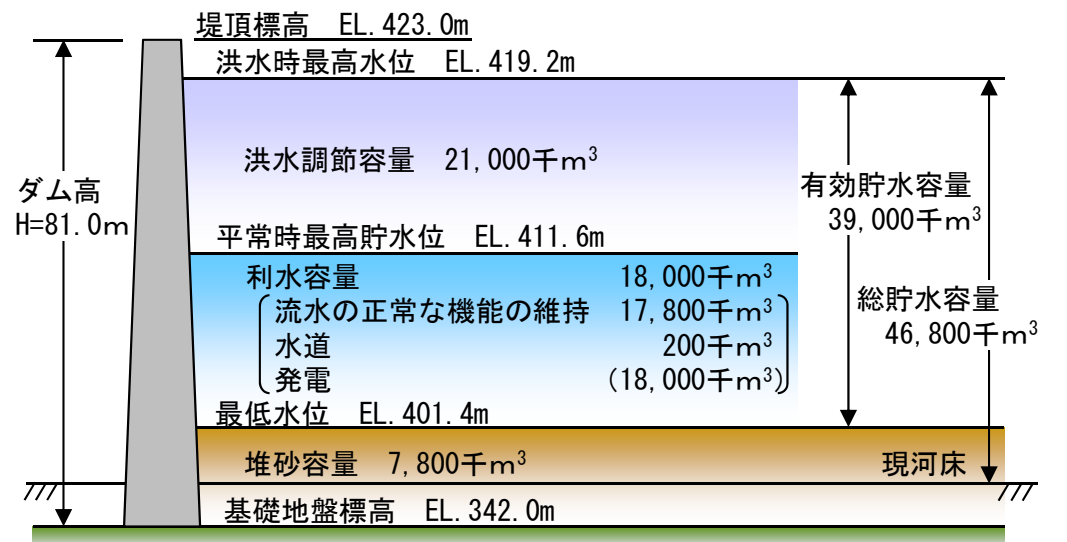 堤頂標高 EL.423.0m
洪水時最高水位 EL.419.2m
洪水調節容量 21,000千m³
ダム高
H=81.0m
有効貯水容量
39,000千m³
平常時最高貯水位 EL.411.6m
利水容量 18,000千m³
流水の正常な機能の維持 17,800千m³
水道 200千m³
発電 (18,000千m³)
総貯水容量
46,800千m³
最低水位 EL.401.4m
堆砂容量 7,800千m³
現河床
基礎地盤標高 EL.342.0m